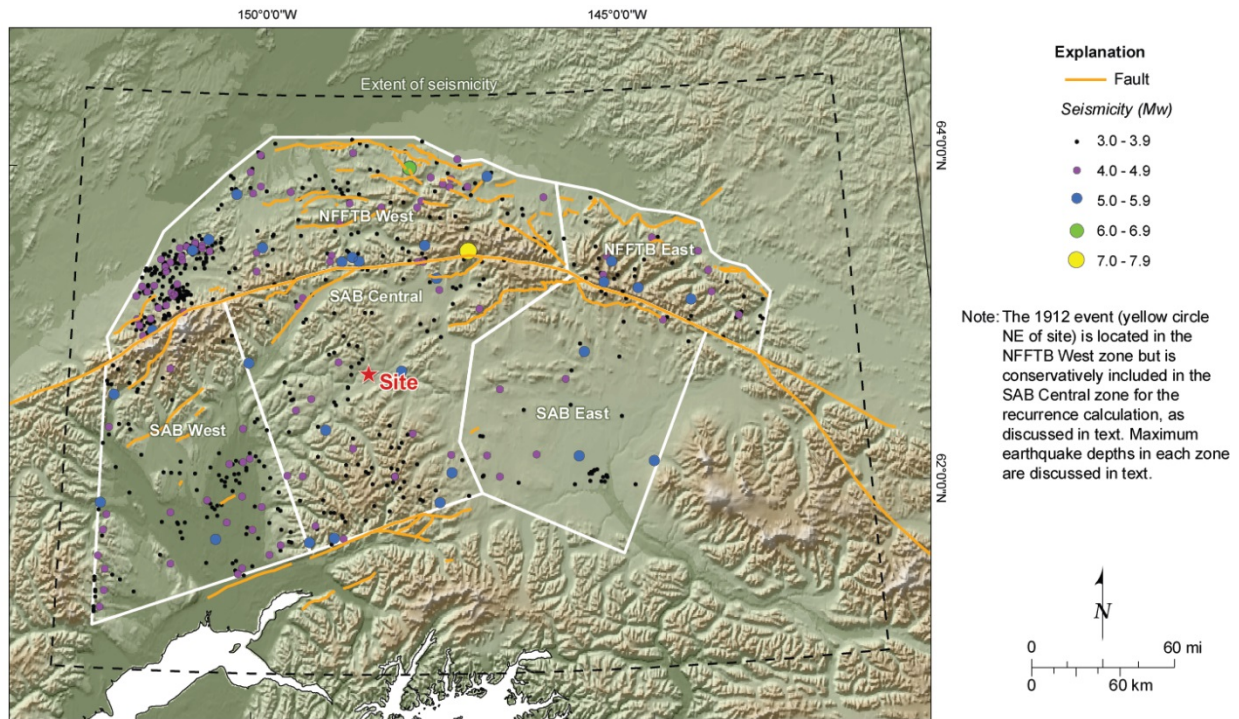 150°0'0"W
145°0'0"W
Extent of seismicity
64°0'0"N
NFFTB West
NFFTB East
SAB Central
Site
SAB East
SAB West
62°0'0"N
Explanation
Fault
Seismicity (Mw)
3.0 - 3.9
4.0 - 4.9
5.0 - 5.9
6.0 - 6.9
7.0 - 7.9
Note: The 1912 event (yellow circle
NE of site) is located in the
NFFTB West zone but is
conservatively included in the
SAB Central zone for the
recurrence calculation, as
discussed in text. Maximum
earthquake depths in each zone
are discussed in text.
N
0 60 mi
0 60 km